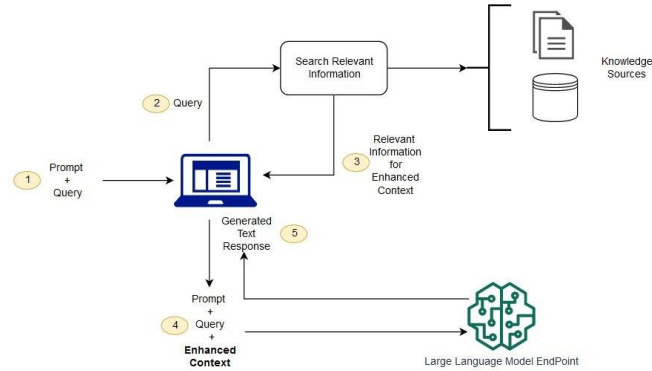 Search Relevant
Information
Knowledge
Sources
2
Query
Relevant
Information
for
Enhanced
Context
3
1
Prompt
+
Query
Generated
Text
Response
5
Prompt
+
Query
+
Enhanced
Context
4
Large Language Model EndPoint